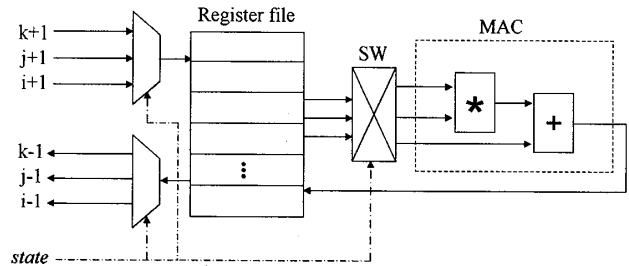 Register file
MAC
k+1
j+1
i+1
SW
*
+
k-1
j-1
i-1
state